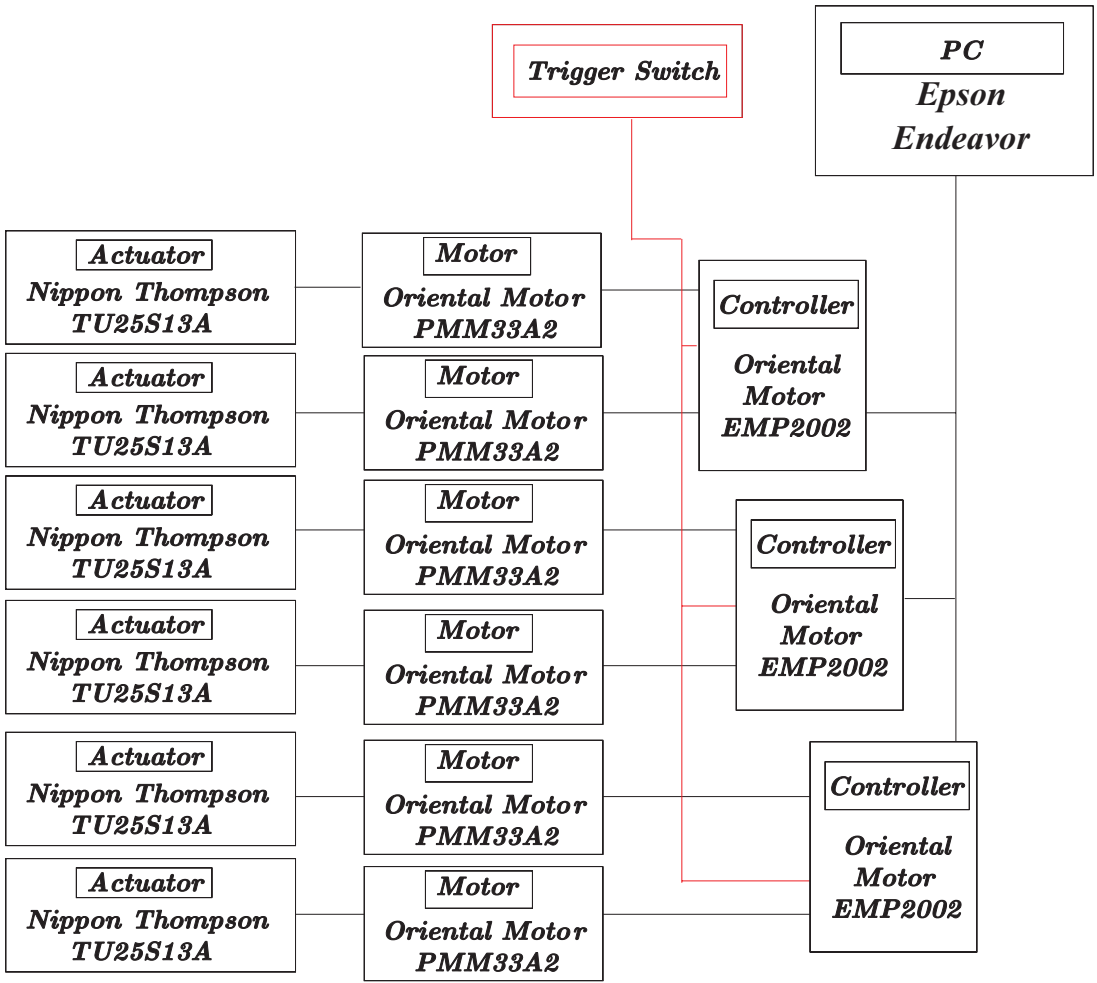 Trigger Switch
PC
Epson
Endeavor
Actuator
Nippon Thompson
TU25S13A
Motor
Oriental Motor
PMM33A2
Controller
Oriental
Motor
EMP2002
Actuator
Nippon Thompson
TU25S13A
Motor
Oriental Motor
PMM33A2
Actuator
Nippon Thompson
TU25S13A
Motor
Oriental Motor
PMM33A2
Controller
Oriental
Motor
EMP2002
Actuator
Nippon Thompson
TU25S13A
Motor
Oriental Motor
PMM33A2
Actuator
Nippon Thompson
TU25S13A
Motor
Oriental Motor
PMM33A2
Controller
Oriental
Motor
EMP2002
Actuator
Nippon Thompson
TU25S13A
Motor
Oriental Motor
PMM33A2